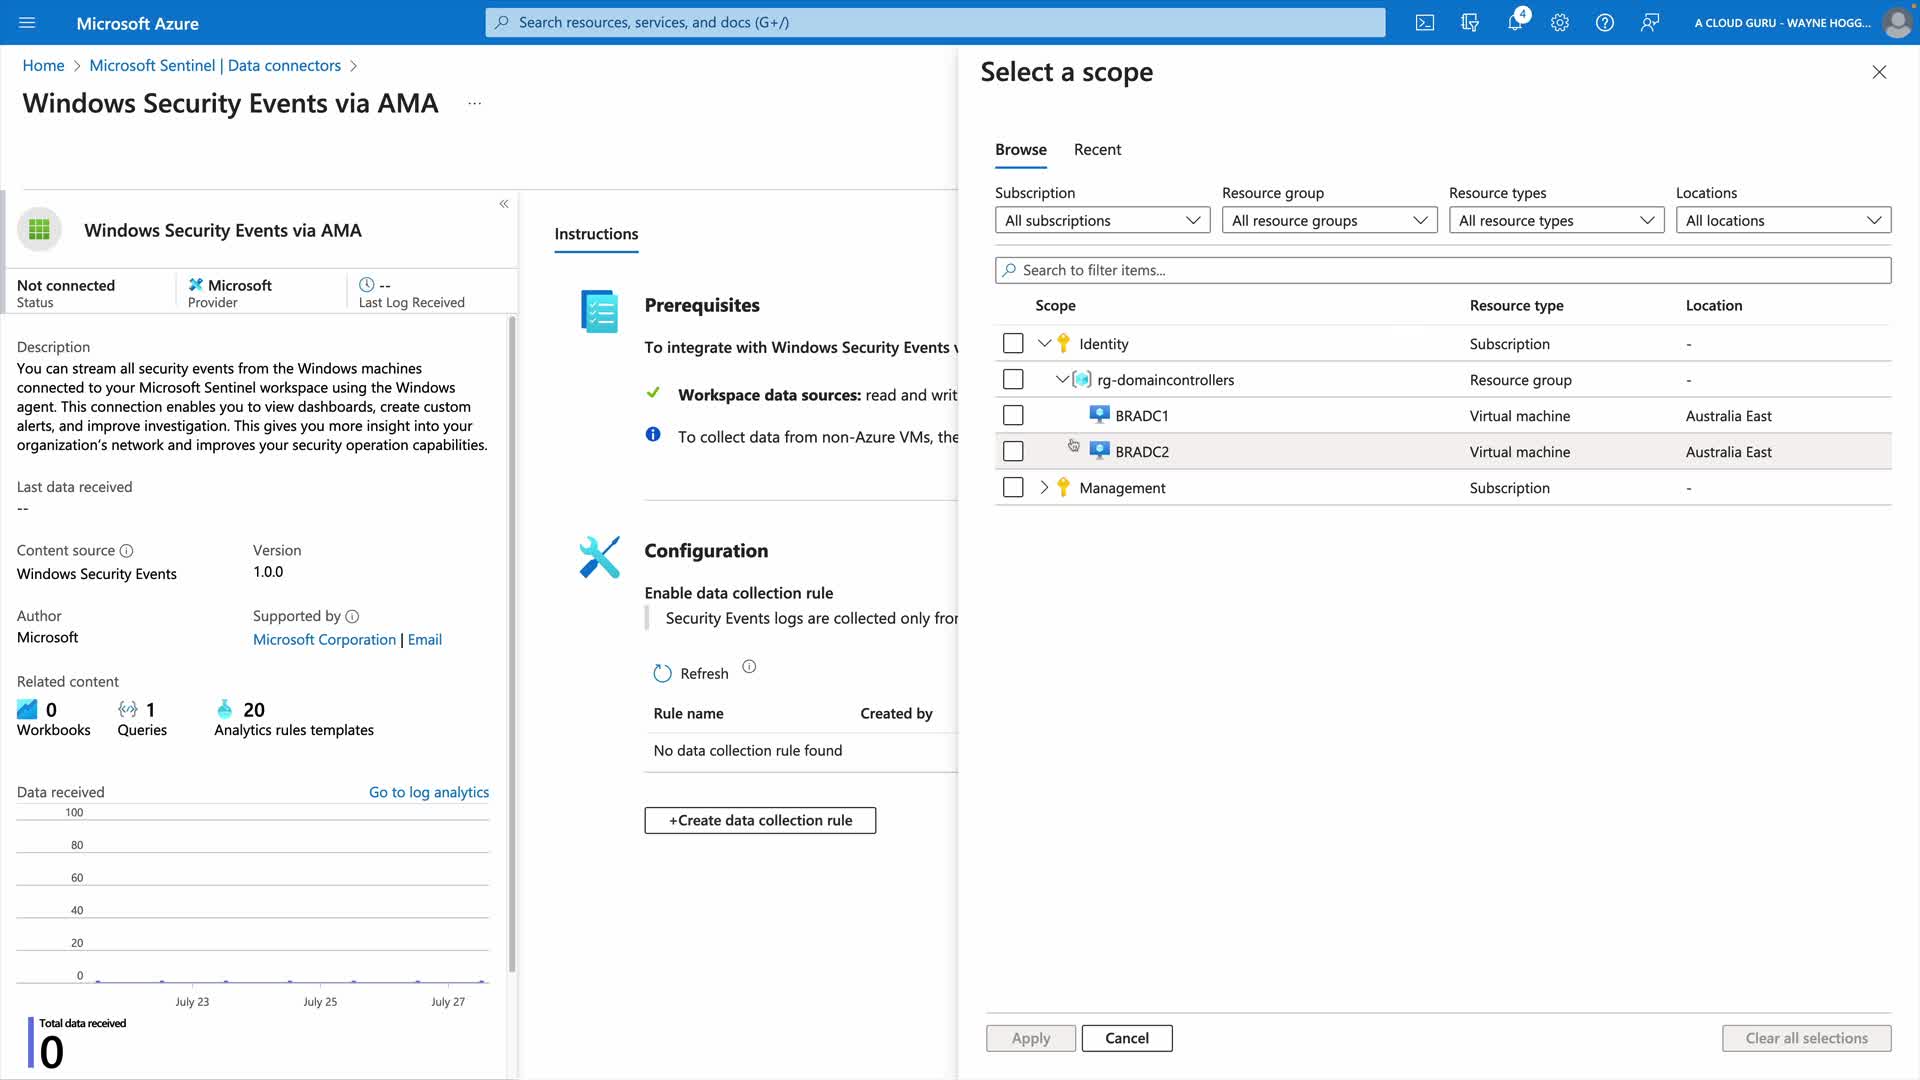 Microsoft Azure
Search resources, services, and docs (G+/)
4
A CLOUD GURU - WAYNE HOGG...
Home
Microsoft Sentinel | Data connectors
Windows Security Events via AMA
...
Windows Security Events via AMA
Not connected
Status
Microsoft
Provider
--
Last Log Received
Description
You can stream all security events from the Windows machines
connected to your Microsoft Sentinel workspace using the Windows
agent. This connection enables you to view dashboards, create custom
alerts, and improve investigation. This gives you more insight into your
organization's network and improves your security operation capabilities.
Last data received
--
Content source
Windows Security Events
Version
1.0.0
Author
Microsoft
Supported by
Microsoft Corporation | Email
Related content
0
Workbooks
1
Queries
20
Analytics rules templates
Data received
Go to log analytics
100
80
60
40
20
0
July 23
July 25
July 27
Total data received
0
Instructions
Prerequisites
To integrate with Windows Security Events v
Workspace data sources: read and writ
To collect data from non-Azure VMs, the
Configuration
Enable data collection rule
Security Events logs are collected only fror
Refresh
Rule name Created by
No data collection rule found
+Create data collection rule
Select a scope
Browse Recent
Subscription Resource group Resource types Locations
All subscriptions All resource groups All resource types All locations
Search to filter items...
Scope Resource type Location
Identity Subscription -
rg-domaincontrollers Resource group -
BRADC1 Virtual machine Australia East
BRADC2 Virtual machine Australia East
Management Subscription -
Apply
Cancel
Clear all selections